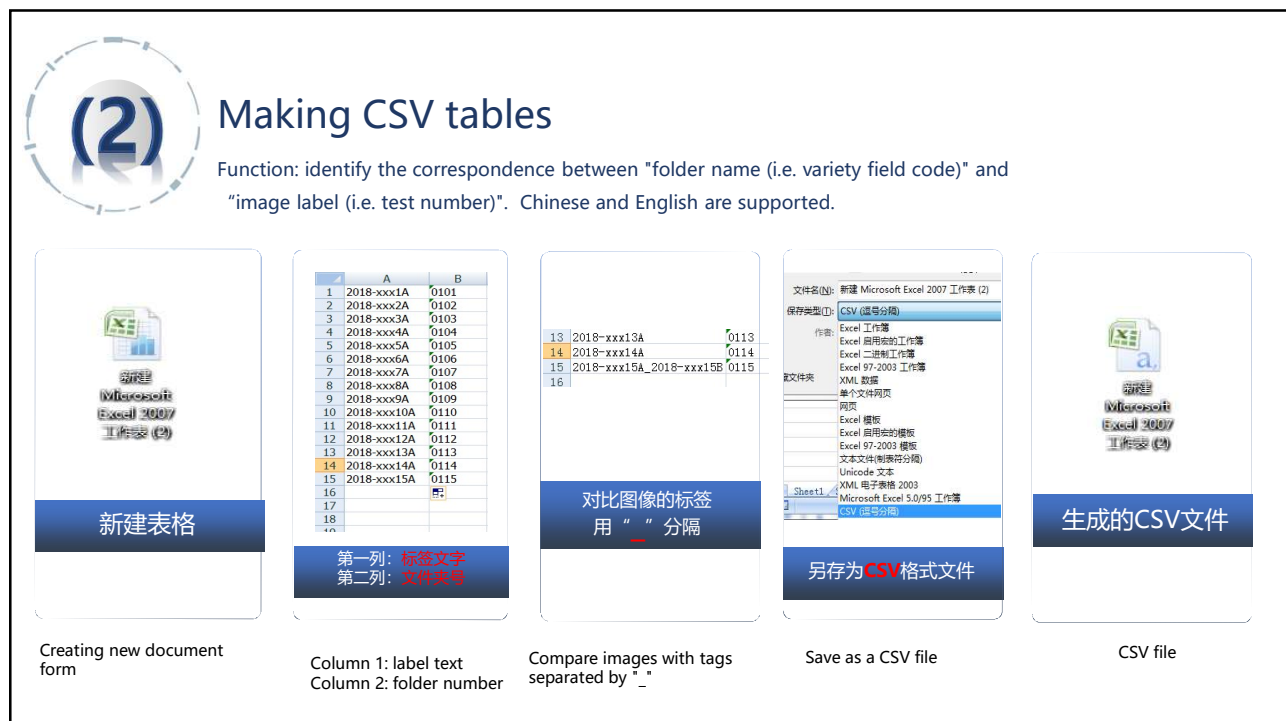 (2)
Making CSV tables
Function: identify the correspondence between "folder name (i.e. variety field code)" and
“image label (i.e. test number)". Chinese and English are supported.
新建
Microsoft
Excel 2007
工作表 (2)
新建表格
A B
1 2018-xxx1A 0101
2 2018-xxx2A 0102
3 2018-xxx3A 0103
4 2018-xxx4A 0104
5 2018-xxx5A 0105
6 2018-xxx6A 0106
7 2018-xxx7A 0107
8 2018-xxx8A 0108
9 2018-xxx9A 0109
10 2018-xxx10A 0110
11 2018-xxx11A 0111
12 2018-xxx12A 0112
13 2018-xxx13A 0113
14 2018-xxx14A 0114
15 2018-xxx15A 0115
16
17
18
第一列：标签文字
第二列：文件夹号
13 2018-xxx13A 0113
14 2018-xxx14A 0114
15 2018-xxx15A_2018-xxx15B 0115
16
对比图像的标签
用“_”分隔
文件名(N): 新建 Microsoft Excel 2007 工作表 (2)
保存类型(T): CSV (逗号分隔)
作者: Excel 工作簿
Excel 启用宏的工作簿
Excel 二进制工作簿
Excel 97-2003 工作簿
文件夹 XML 数据
单个文件网页
网页
Excel 模板
Excel 启用宏的模板
Excel 97-2003 模板
文本文件(制表符分隔)
Unicode 文本
Sheet1 XML 电子表格 2003
Microsoft Excel 5.0/95 工作簿
CSV (逗号分隔)
另存为CSV格式文件
a,
新建
Microsoft
Excel 2007
工作表 (2)
生成的CSV文件
Creating new document
form
Column 1: label text
Column 2: folder number
Compare images with tags
separated by "_"
Save as a CSV file
CSV file